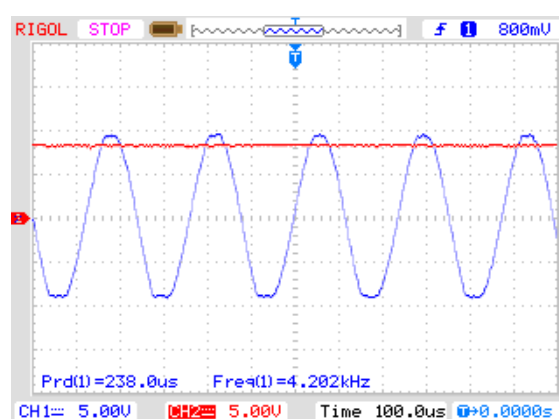 RIGOL STOP T f 1 800mV
T
1
Prd(1)=238.0us Freq(1)=4.202kHz
CH1 5.00V CH2 5.00V Time 100.0us T→0.0000s